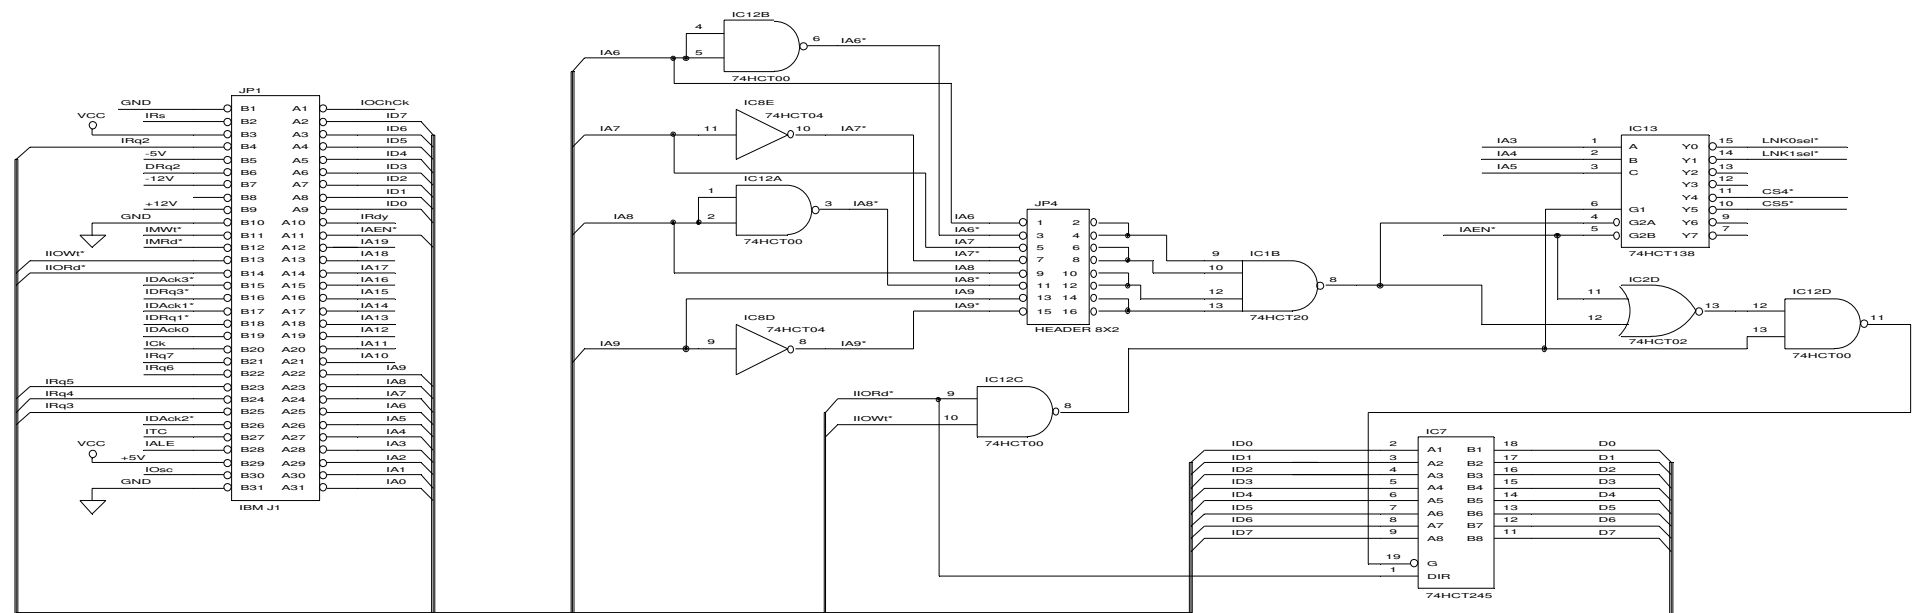 JP1
GND B1 A1 IOChCk
IRs B2 A2 ID7
VCC B3 A3 ID6
IRq2 B4 A4 ID5
-5V B5 A5 ID4
DRq2 B6 A6 ID3
-12V B7 A7 ID2
B8 A8 ID1
+12V B9 A9 ID0
GND B10 A10 IRdy
IMWt* B11 A11 IAEN*
IMRd* B12 A12 IA19
IIOWt* B13 A13 IA18
IIORd* B14 A14 IA17
IDAck3* B15 A15 IA16
IDRq3* B16 A16 IA15
IDAck1* B17 A17 IA14
IDRq1* B18 A18 IA13
IDAck0 B19 A19 IA12
ICk B20 A20 IA11
IRq7 B21 A21 IA10
IRq6 B22 A22 IA9
IRq5 B23 A23 IA8
IRq4 B24 A24 IA7
IRq3 B25 A25 IA6
IDAck2* B26 A26 IA5
ITC B27 A27 IA4
IALE B28 A28 IA3
VCC +5V B29 A29 IA2
IOsc B30 A30 IA1
GND B31 A31 IA0
IBM J1
IC12B
IA6 4 5 6 IA6*
74HCT00
IC8E
74HCT04
IA7 11 10 IA7*
IC12A
IA8 1 2 3 IA8*
74HCT00
IC8D
74HCT04
IA9 9 8 IA9*
JP4
IA6 1 2
IA6* 3 4
IA7 5 6
IA7* 7 8
IA8 9 10
IA8* 11 12
IA9 13 14
IA9* 15 16
HEADER 8X2
IC1B
9 10 12 13 8
74HCT20
IC12C
IIORd* 9
IIOWt* 10
8
74HCT00
IC13
IA3 1 A Y0 15 LNK0sel*
IA4 2 B Y1 14 LNK1sel*
IA5 3 C Y2 13
Y3 12
Y4 11 CS4*
6 G1 Y5 10 CS5*
4 G2A Y6 9
IAEN* 5 G2B Y7 7
74HCT138
IC2D
11 12 13
74HCT02
IC12D
12 13 11
74HCT00
IC7
ID0 2 A1 B1 18 D0
ID1 3 A2 B2 17 D1
ID2 4 A3 B3 16 D2
ID3 5 A4 B4 15 D3
ID4 6 A5 B5 14 D4
ID5 7 A6 B6 13 D5
ID6 8 A7 B7 12 D6
ID7 9 A8 B8 11 D7
19 G
1 DIR
74HCT245